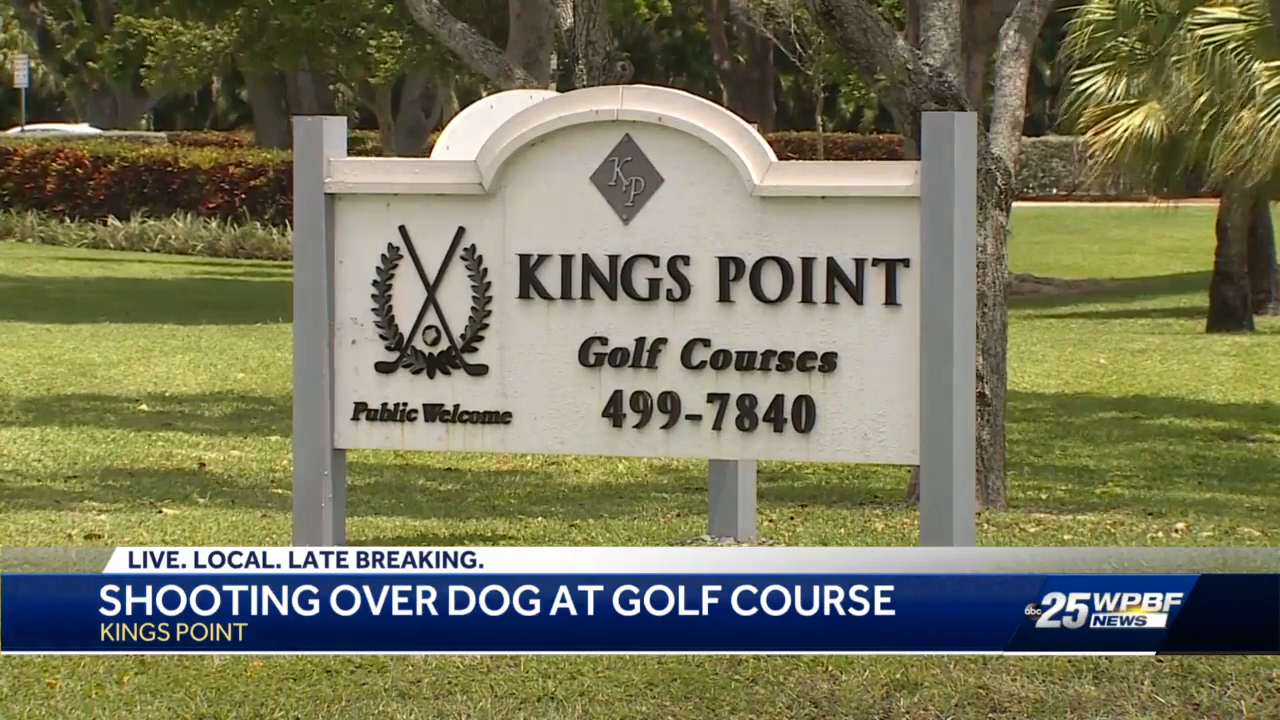 KP
KINGS POINT
Golf Courses
499-7840
Public Welcome
LIVE. LOCAL. LATE BREAKING.
SHOOTING OVER DOG AT GOLF COURSE
KINGS POINT
abc 25 WPBF
NEWS